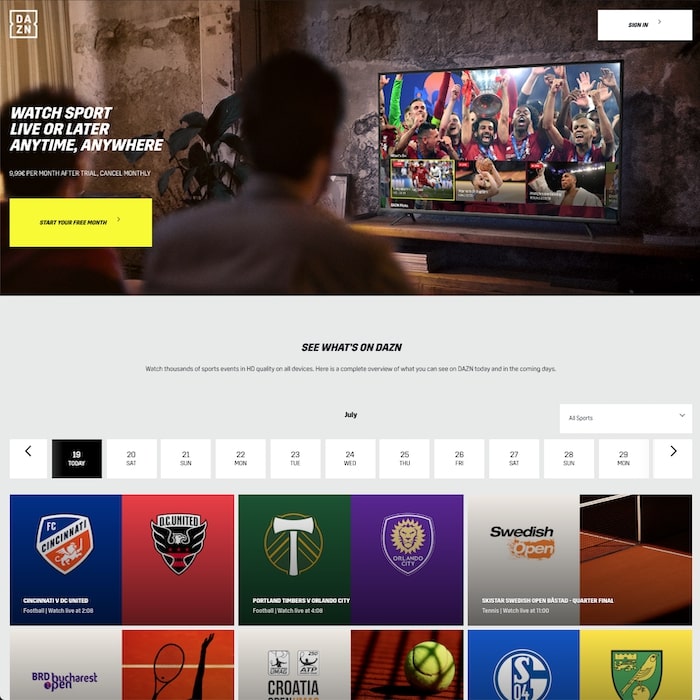 DA
ZN
SIGN IN
WATCH SPORT
LIVE OR LATER
ANYTIME, ANYWHERE
9,99€ PER MONTH AFTER TRIAL, CANCEL MONTHLY
START YOUR FREE MONTH
SEE WHAT'S ON DAZN
Watch thousands of sports events in HD quality on all devices. Here is a complete overview of what you can see on DAZN today and in the coming days.
July
All Sports
19
TODAY
20
SAT
21
SUN
22
MON
23
TUE
24
WED
25
THU
26
FRI
27
SAT
28
SUN
29
MON
FC
CINCINNATI
D.C. UNITED
ORLANDO
CITY
Swedish
Open
CINCINNATI V DC UNITED
Football | Watch live at 2:08
PORTLAND TIMBERS V ORLANDO CITY
Football | Watch live at 4:08
SKISTAR SWEDISH OPEN BÅSTAD - QUARTER FINAL
Tennis | Watch live at 11:00
BRD bucharest
open
UMAG
250
ATP
CROATIA
S
04